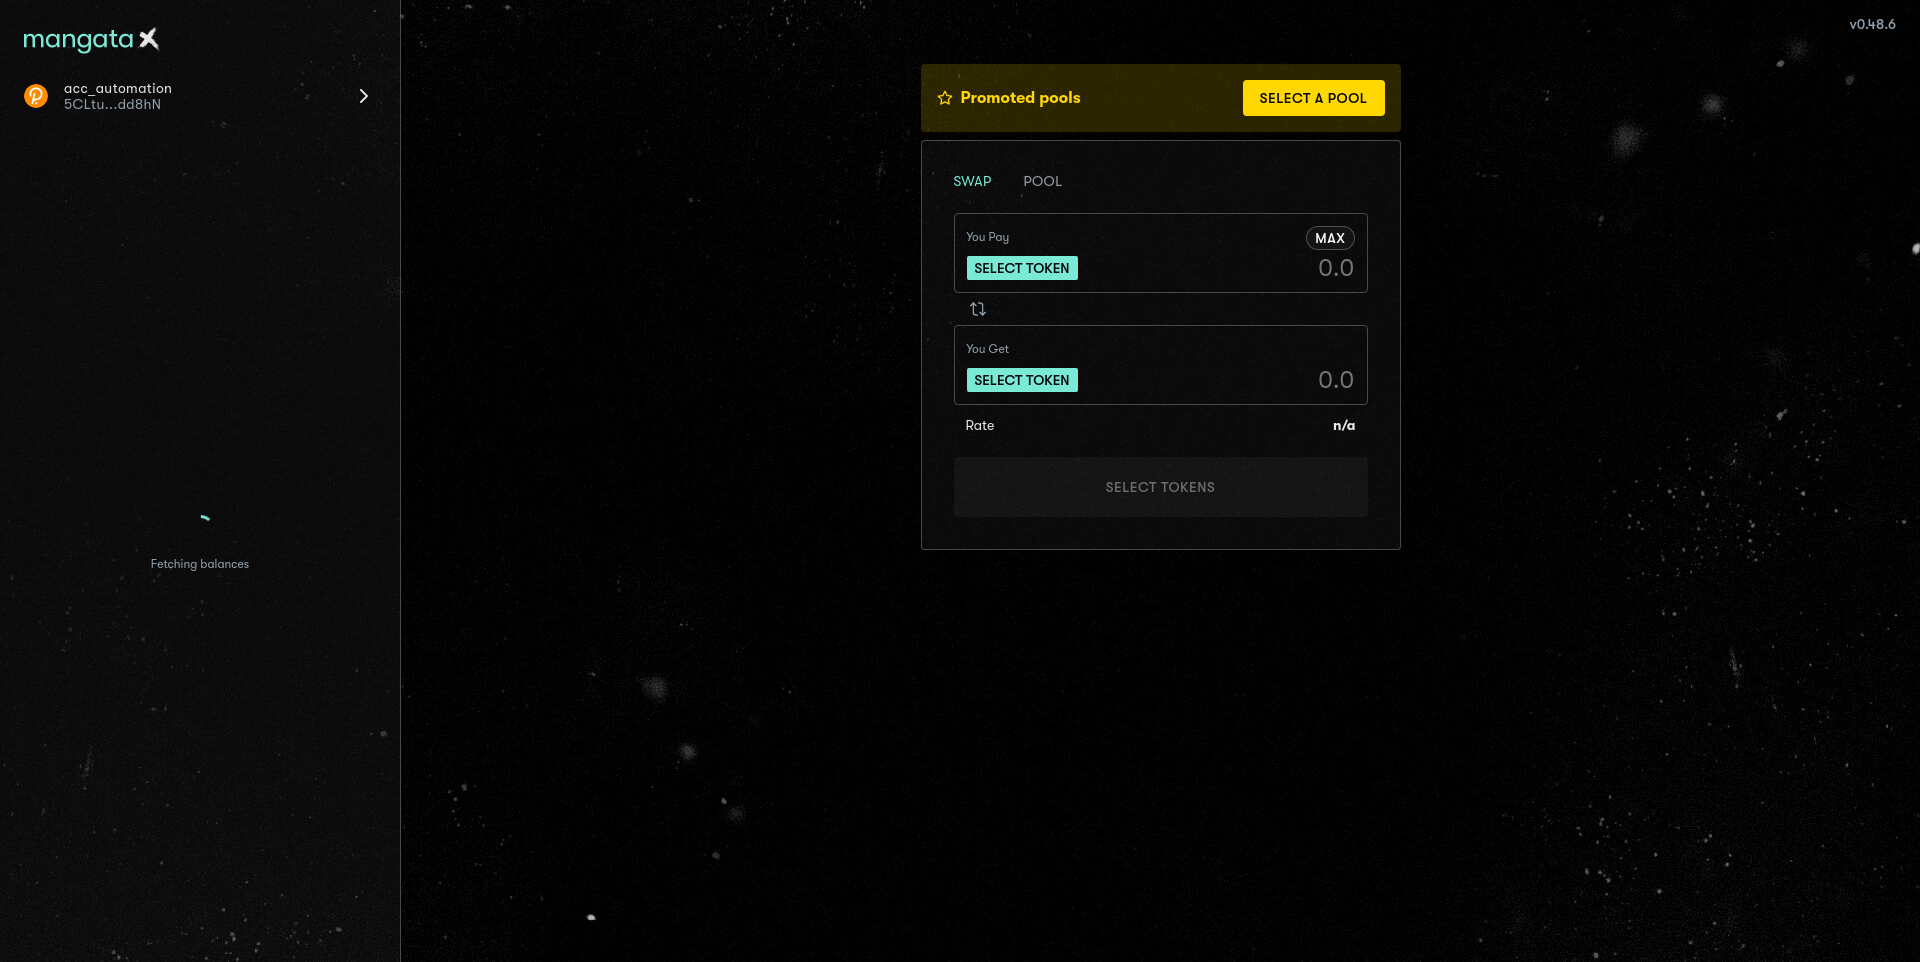 mangata
acc_automation
5CLtu...dd8hN
Fetching balances
v0.48.6
Promoted pools
SELECT A POOL
SWAP
POOL
You Pay
MAX
SELECT TOKEN
0.0
You Get
SELECT TOKEN
0.0
Rate
n/a
SELECT TOKENS